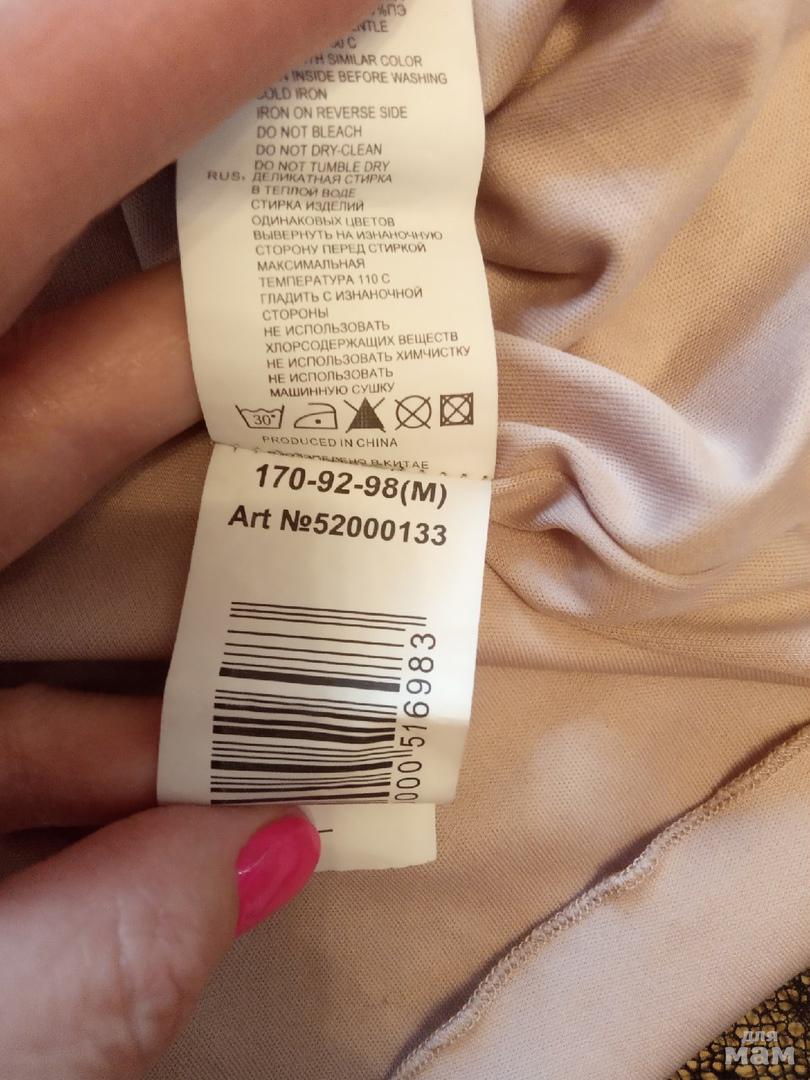 %ПЭ
SIMILAR COLOR
INSIDE BEFORE WASHING
COLD IRON
IRON ON REVERSE SIDE
DO NOT BLEACH
DO NOT DRY-CLEAN
DO NOT TUMBLE DRY
RUS. ДЕЛИКАТНАЯ СТИРКА
В ТЕПЛОЙ ВОДЕ
СТИРКА ИЗДЕЛИЙ
ОДИНАКОВЫХ ЦВЕТОВ
ВЫВЕРНУТЬ НА ИЗНАНОЧНУЮ
СТОРОНУ ПЕРЕД СТИРКОЙ
МАКСИМАЛЬНАЯ
ТЕМПЕРАТУРА 110 С
ГЛАДИТЬ С ИЗНАНОЧНОЙ
СТОРОНЫ
НЕ ИСПОЛЬЗОВАТЬ
ХЛОРСОДЕРЖАЩИХ ВЕЩЕСТВ
НЕ ИСПОЛЬЗОВАТЬ ХИМЧИСТКУ
НЕ ИСПОЛЬЗОВАТЬ
МАШИННУЮ СУШКУ
30°
PRODUCED IN CHINA
В КИТАЕ
170-92-98(M)
Art №52000133
000516983
для
мам